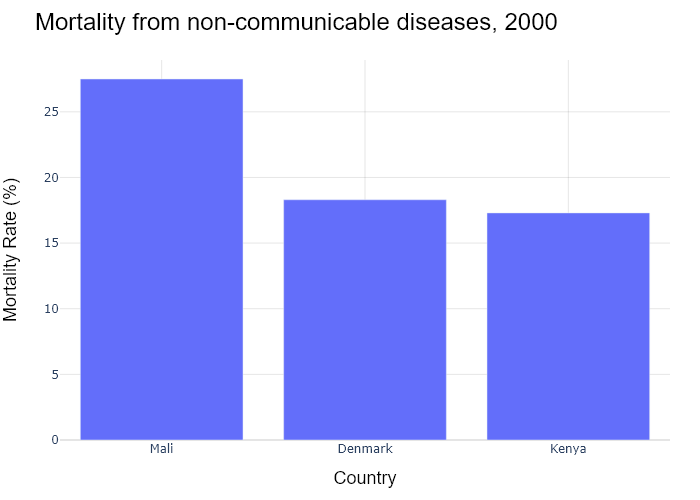 Mortality from non-communicable diseases, 2000
Mortality Rate (%)
25
20
15
10
5
0
Mali Denmark Kenya
Country